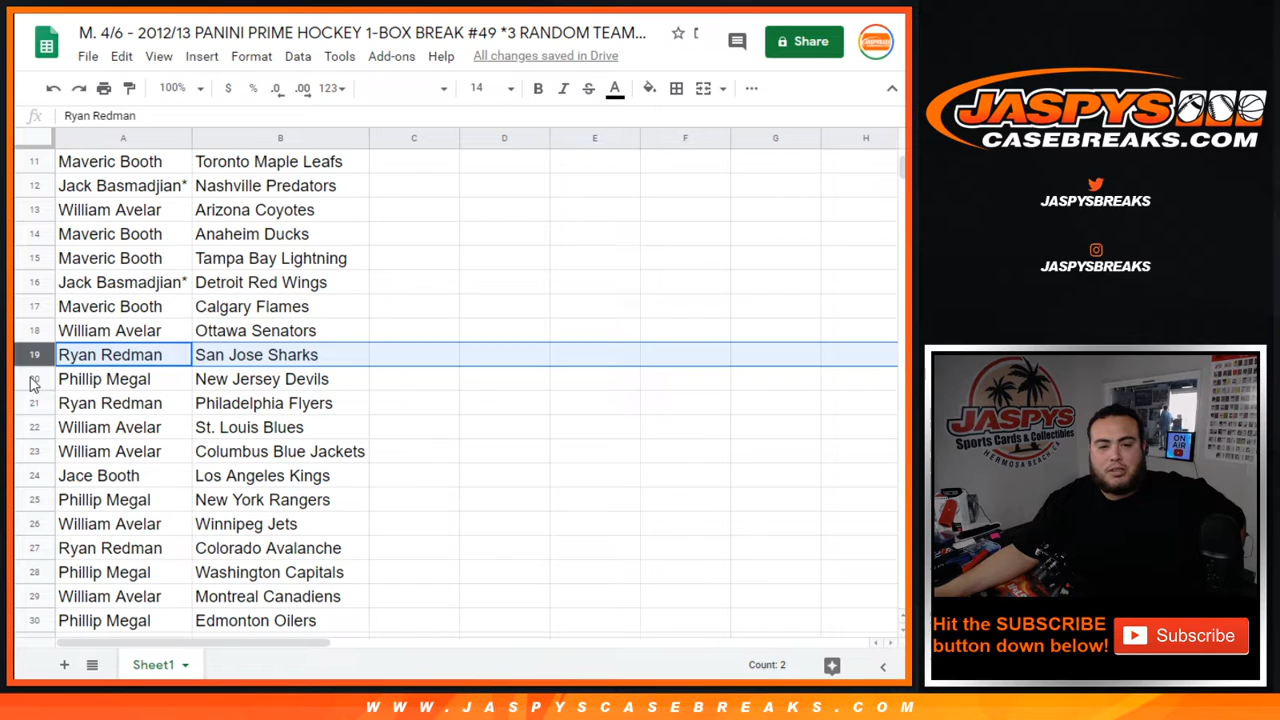 M. 4/6 - 2012/13 PANINI PRIME HOCKEY 1-BOX BREAK #49 *3 RANDOM TEAM...
File Edit View Insert Format Data Tools Add-ons Help All changes saved in Drive
Share
100% $ % .0 .00 123 14 B I S A
fx Ryan Redman
A B C D E F G H
11 Maveric Booth Toronto Maple Leafs
12 Jack Basmadjian* Nashville Predators
13 William Avelar Arizona Coyotes
14 Maveric Booth Anaheim Ducks
15 Maveric Booth Tampa Bay Lightning
16 Jack Basmadjian* Detroit Red Wings
17 Maveric Booth Calgary Flames
18 William Avelar Ottawa Senators
19 Ryan Redman San Jose Sharks
20 Phillip Megal New Jersey Devils
21 Ryan Redman Philadelphia Flyers
22 William Avelar St. Louis Blues
23 William Avelar Columbus Blue Jackets
24 Jace Booth Los Angeles Kings
25 Phillip Megal New York Rangers
26 William Avelar Winnipeg Jets
27 Ryan Redman Colorado Avalanche
28 Phillip Megal Washington Capitals
29 William Avelar Montreal Canadiens
30 Phillip Megal Edmonton Oilers
Sheet1
Count: 2
JASPYS
CASEBREAKS.COM
JASPYSBREAKS
JASPYSBREAKS
JASPYS
Sports Cards & Collectibles
HERMOSA BEACH
ON
AIR
Hit the SUBSCRIBE
button down below!
Subscribe
WWW.JASPYSCASEBREAKS.COM